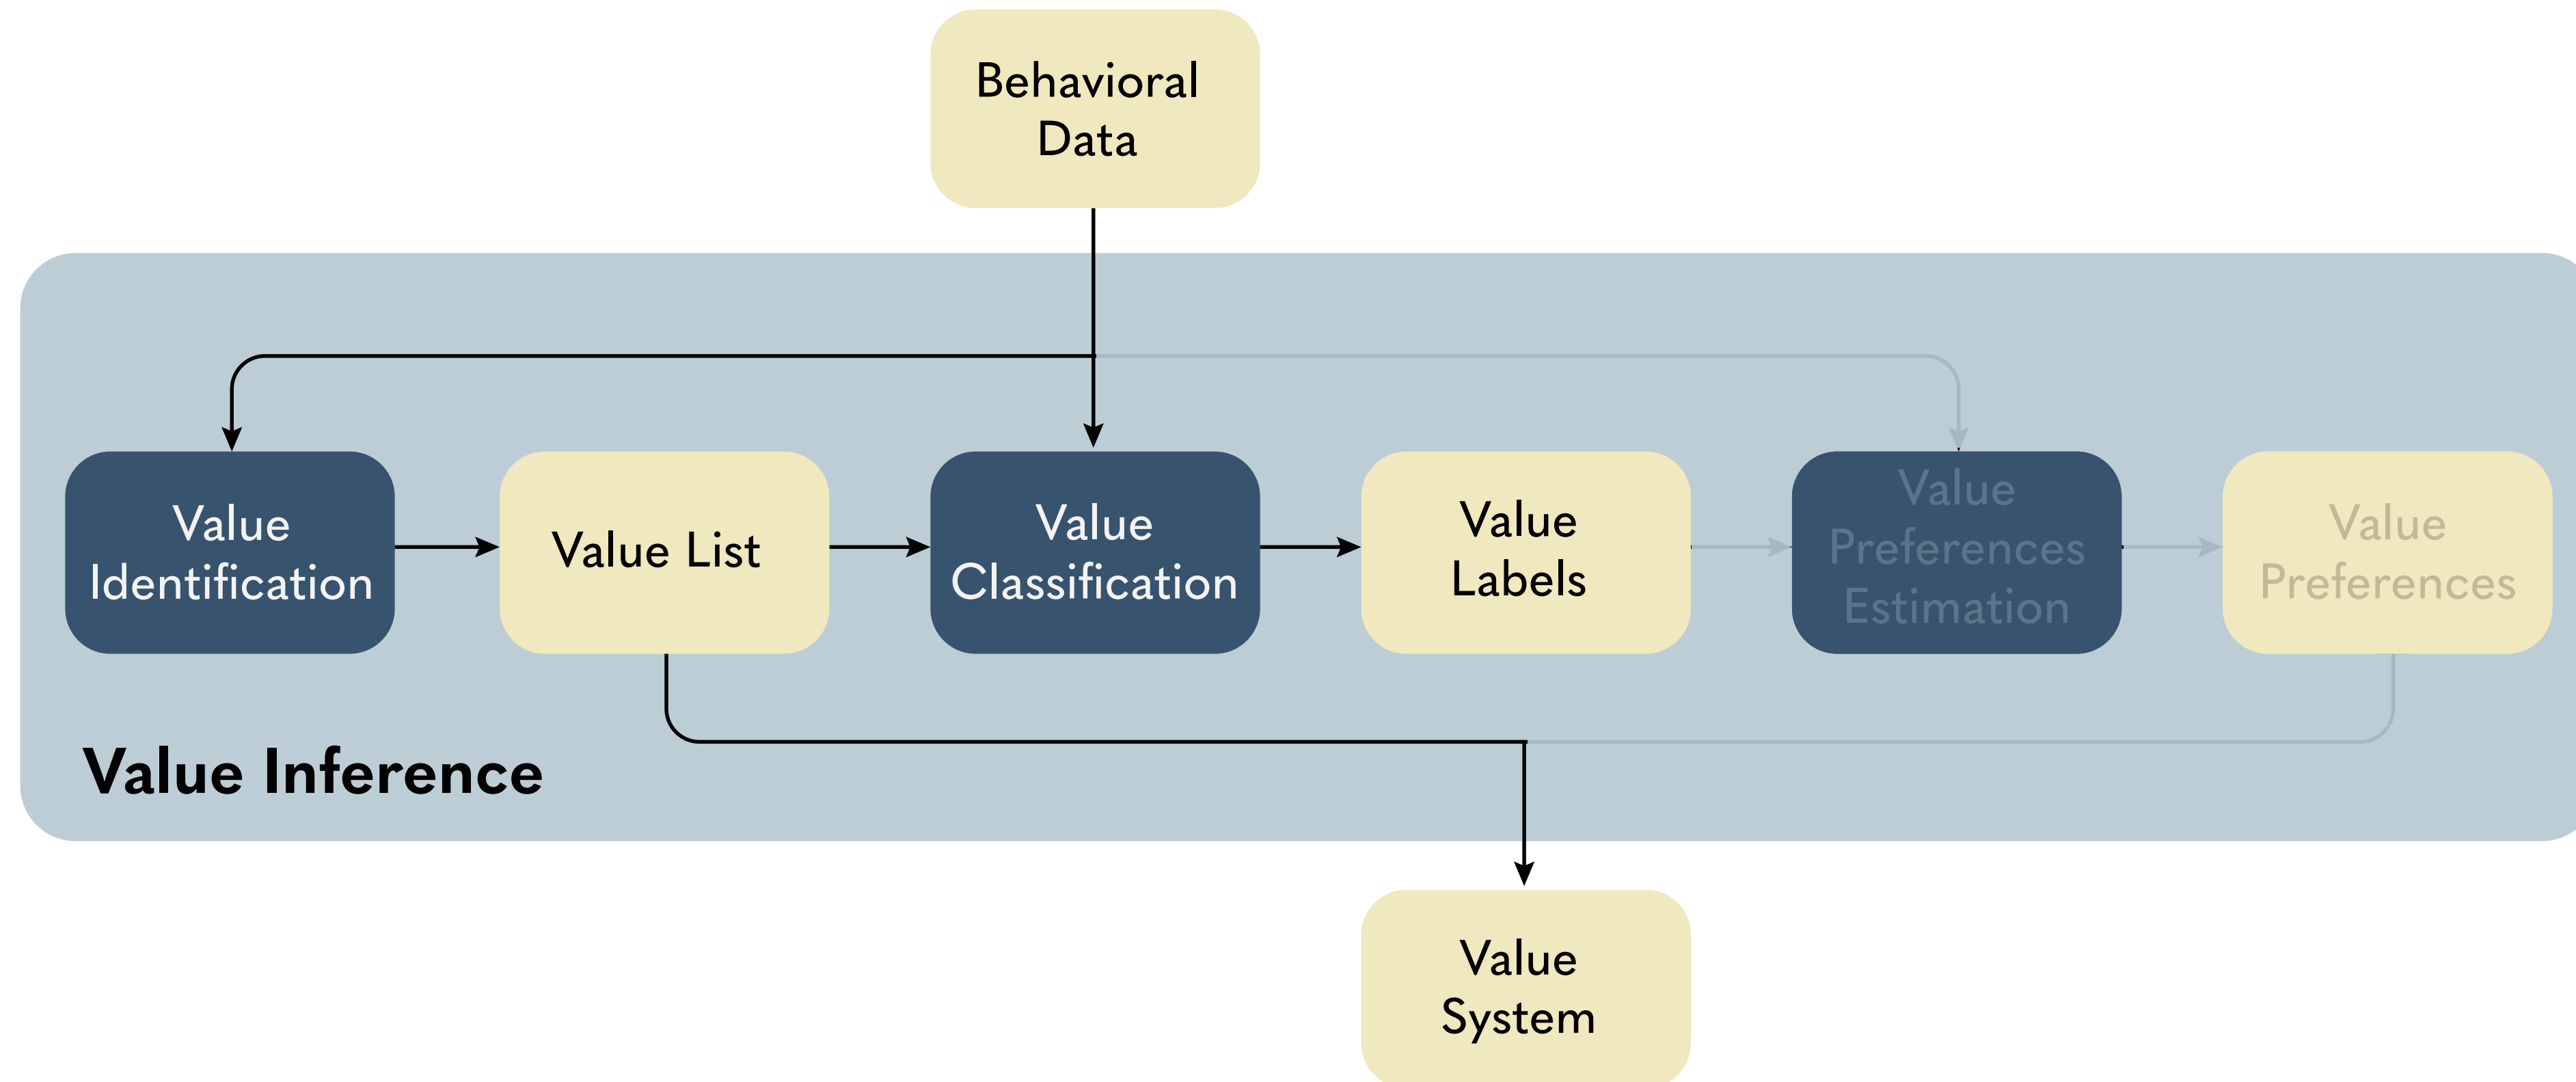 Behavioral
Data
Value
Identification
Value List
Value
Classification
Value
Labels
Value
Preferences
Estimation
Value
Preferences
Value Inference
Value
System